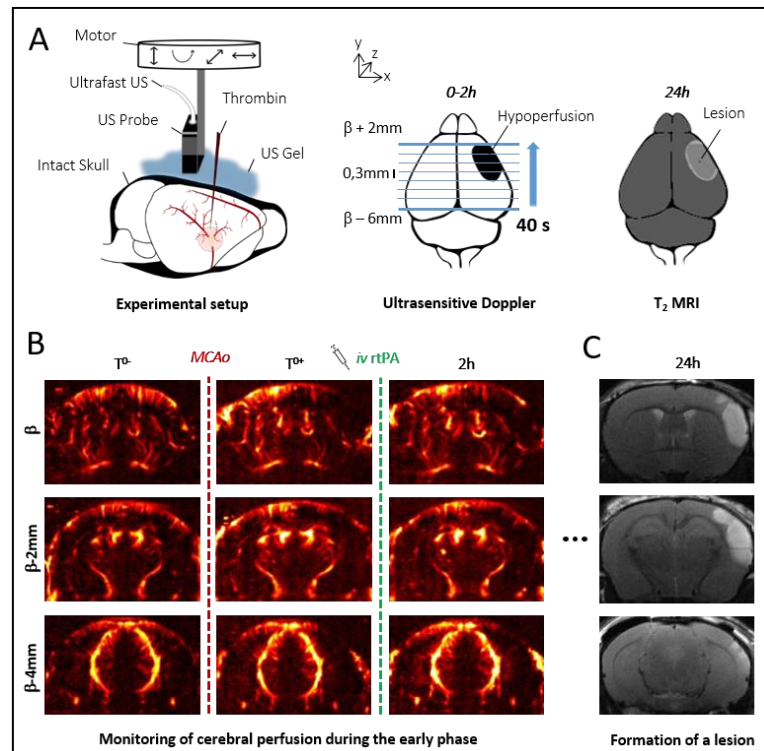 A
Motor
Ultrafast US
Thrombin
US Probe
US Gel
Intact Skull
Experimental setup
y
z
x
0-2h
Hypoperfusion
β + 2mm
0,3mm
β – 6mm
40 s
Ultrasensitive Doppler
24h
Lesion
T₂ MRI
B
T⁰⁻
MCAo
T⁰⁺
iv rtPA
2h
β
β-2mm
β-4mm
Monitoring of cerebral perfusion during the early phase
C
24h
...
Formation of a lesion